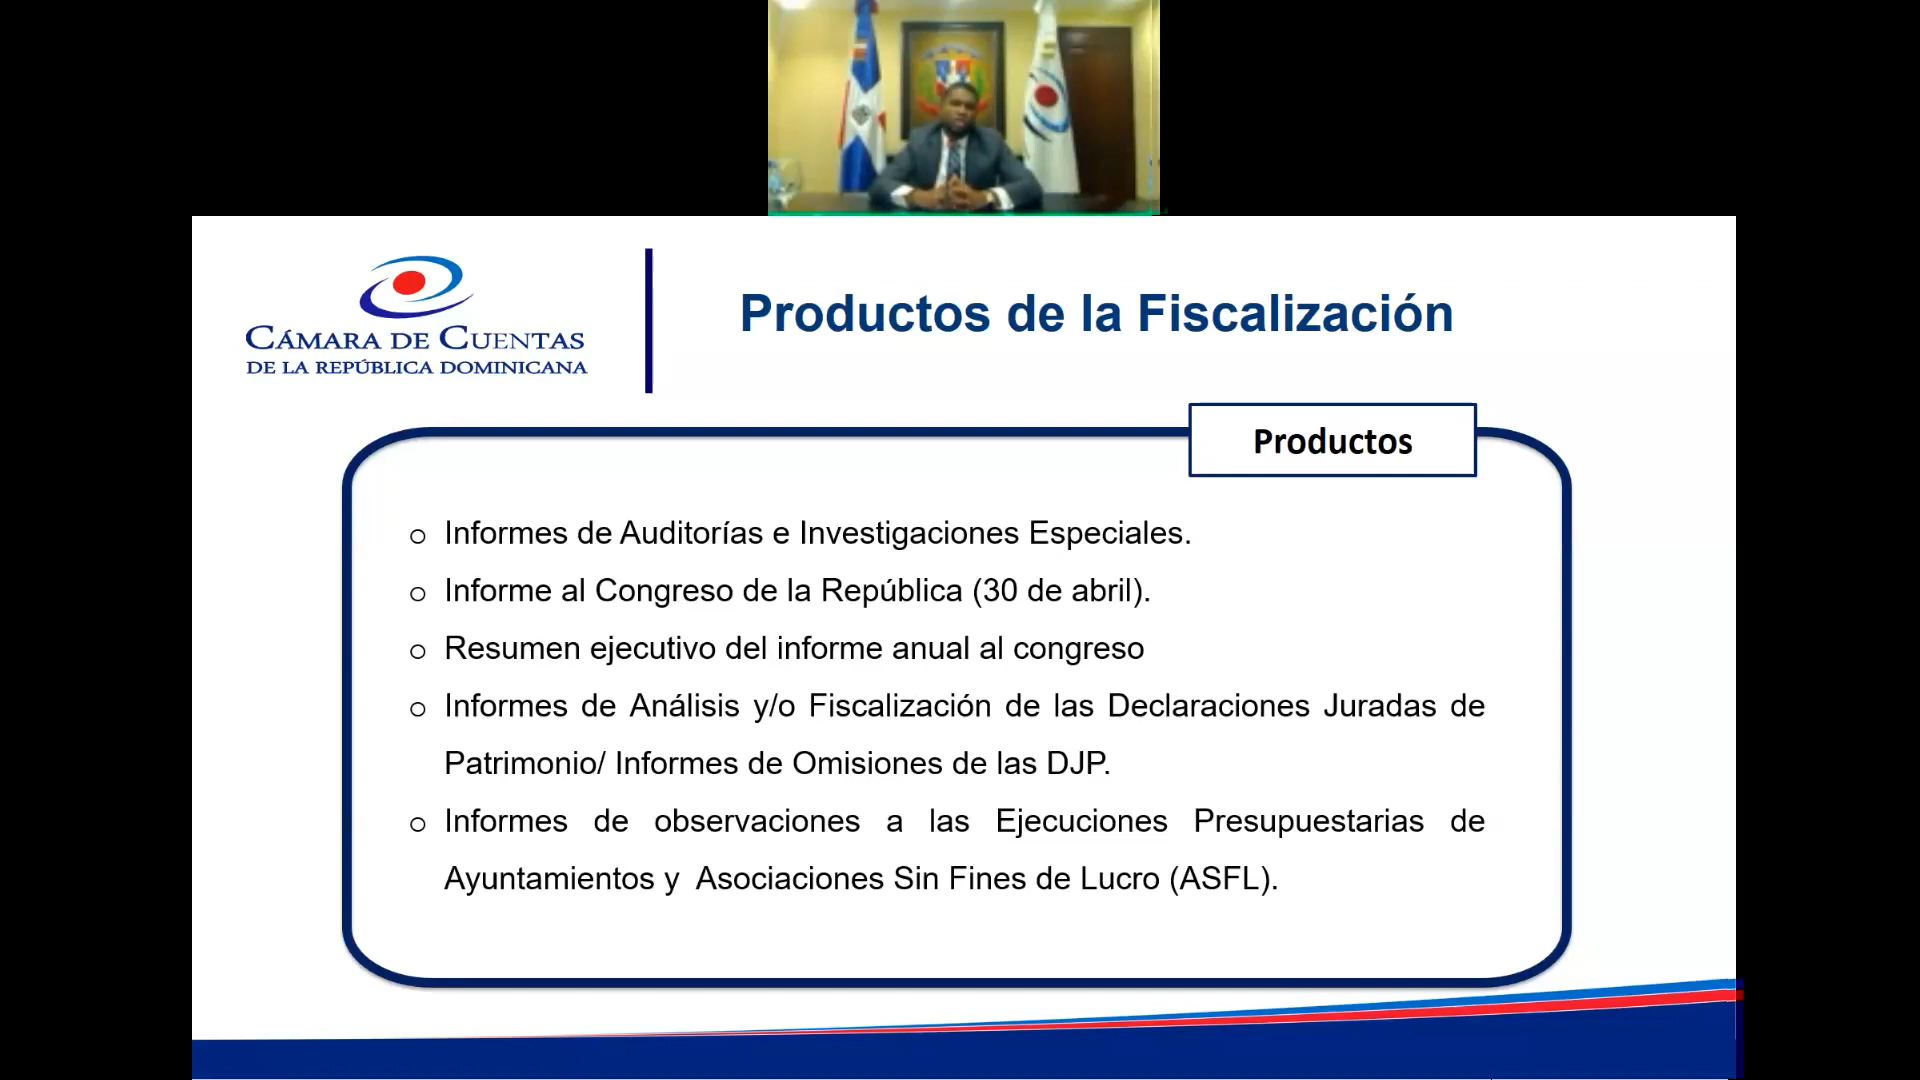 CÁMARA DE CUENTAS
DE LA REPÚBLICA DOMINICANA
Productos de la Fiscalización
Productos
o Informes de Auditorías e Investigaciones Especiales.
o Informe al Congreso de la República (30 de abril).
o Resumen ejecutivo del informe anual al congreso
o Informes de Análisis y/o Fiscalización de las Declaraciones Juradas de
Patrimonio/ Informes de Omisiones de las DJP.
o Informes de observaciones a las Ejecuciones Presupuestarias de
Ayuntamientos y Asociaciones Sin Fines de Lucro (ASFL).